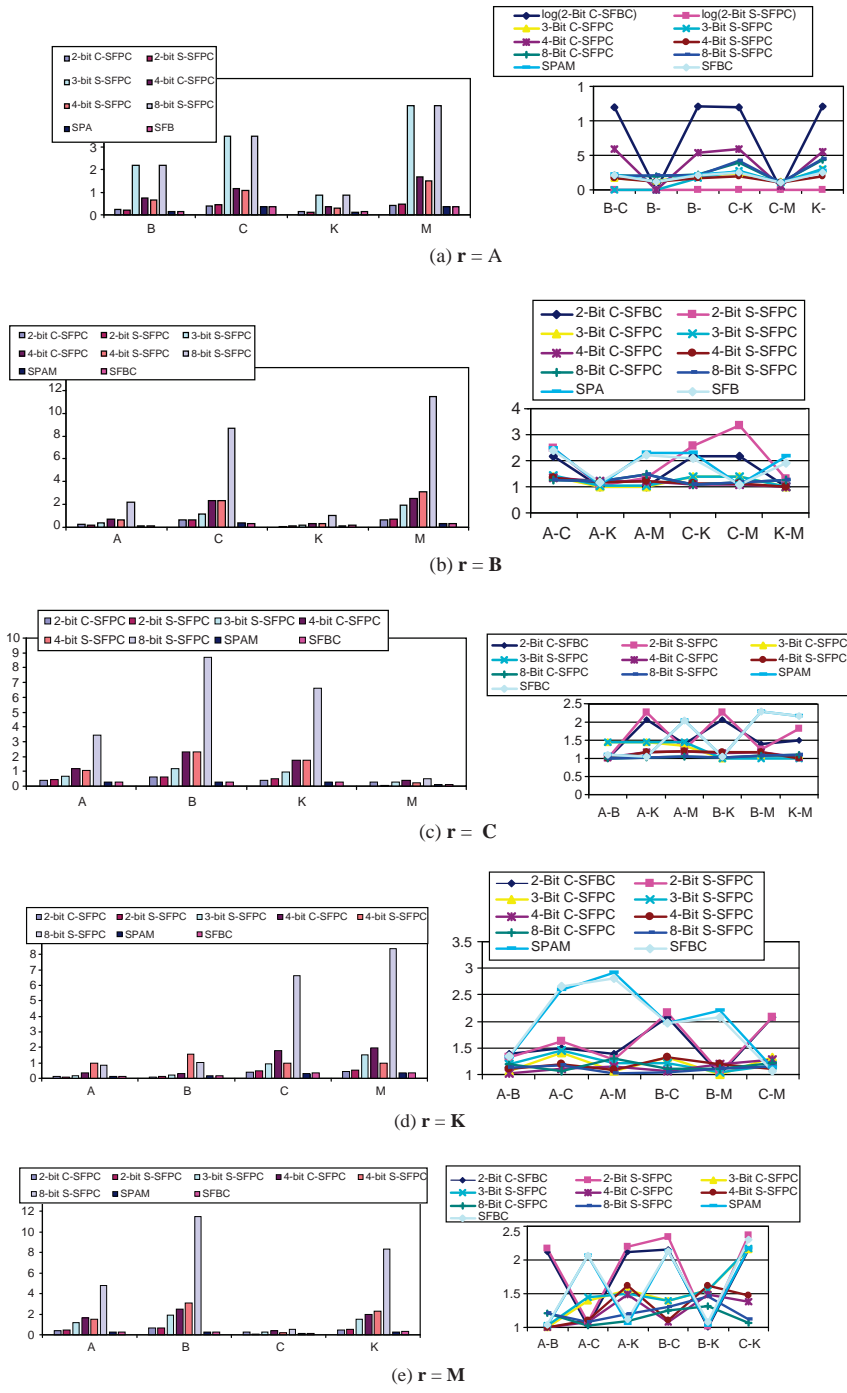 2-bit C-SFPC 2-bit S-SFPC
3-bit S-SFPC 4-bit C-SFPC
4-bit S-SFPC 8-bit S-SFPC
SPA SFB
3
2
1
0
B C K M
log(2-Bit C-SFBC) log(2-Bit S-SFPC)
3-Bit C-SFPC 3-Bit S-SFPC
4-Bit C-SFPC 4-Bit S-SFPC
8-Bit C-SFPC 8-Bit S-SFPC
SPAM SFBC
1
1
5
0
B-C B- B- C-K C-M K-
(a) r = A
2-bit C-SFPC 2-bit S-SFPC 3-bit S-SFPC
4-bit C-SFPC 4-bit S-SFPC 8-bit S-SFPC
SPAM SFBC
12
10
8
6
4
2
0
A C K M
2-Bit C-SFBC 2-Bit S-SFPC
3-Bit C-SFPC 3-Bit S-SFPC
4-Bit C-SFPC 4-Bit S-SFPC
8-Bit C-SFPC 8-Bit S-SFPC
SPA SFB
4
3
2
1
0
A-C A-K A-M C-K C-M K-M
(b) r = B
2-bit C-SFPC 2-bit S-SFPC 3-bit S-SFPC 4-bit C-SFPC
4-bit S-SFPC 8-bit S-SFPC SPAM SFBC
10
9
8
7
6
5
4
3
2
1
0
A B K M
2-Bit C-SFBC 2-Bit S-SFPC 3-Bit C-SFPC
3-Bit S-SFPC 4-Bit C-SFPC 4-Bit S-SFPC
8-Bit C-SFPC 8-Bit S-SFPC SPAM
SFBC
2.5
2
1.5
1
0.5
0
A-B A-K A-M B-K B-M K-M
(c) r = C
2-bit C-SFPC 2-bit S-SFPC 3-bit S-SFPC 4-bit C-SFPC 4-bit S-SFPC
8-bit S-SFPC SPAM SFBC
8
7
6
5
4
3
2
1
0
A B C M
2-Bit C-SFBC 2-Bit S-SFPC
3-Bit C-SFPC 3-Bit S-SFPC
4-Bit C-SFPC 4-Bit S-SFPC
8-Bit C-SFPC 8-Bit S-SFPC
SPAM SFBC
3.5
3
2.5
2
1.5
1
A-B A-C A-M B-C B-M C-M
(d) r = K
2-bit C-SFPC 2-bit S-SFPC 3-bit S-SFPC 4-bit C-SFPC 4-bit S-SFPC
8-bit S-SFPC SPAM SFBC
12
10
8
6
4
2
0
A B C K
2-Bit C-SFBC 2-Bit S-SFPC 3-Bit C-SFPC
3-Bit S-SFPC 4-Bit C-SFPC 4-Bit S-SFPC
8-Bit C-SFPC 8-Bit S-SFPC SPAM
SFBC
2.5
2
1.5
1
A-B A-C A-K B-C B-K C-K
(e) r = M